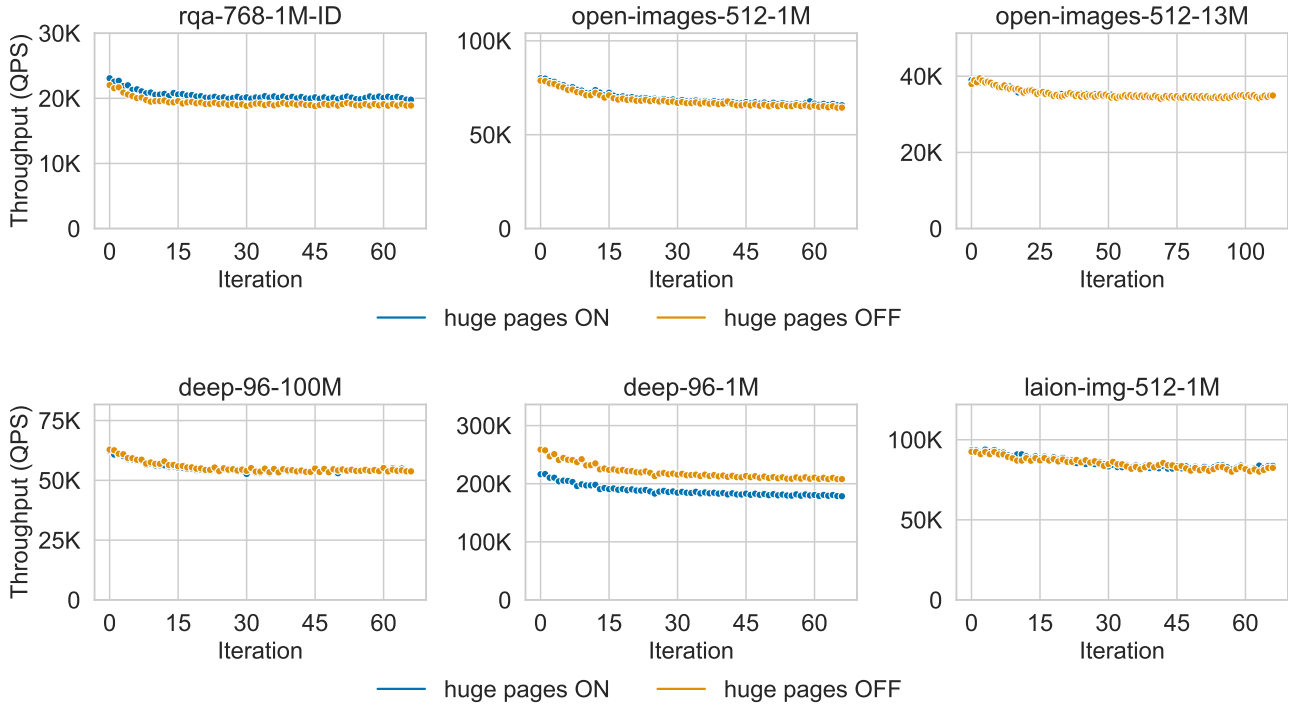 rqa-768-1M-ID
open-images-512-1M
open-images-512-13M
Throughput (QPS)
30K
20K
10K
0
100K
50K
0
40K
20K
0
0 15 30 45 60
0 15 30 45 60
0 25 50 75 100
Iteration
Iteration
Iteration
huge pages ON
huge pages OFF
deep-96-100M
deep-96-1M
laion-img-512-1M
Throughput (QPS)
75K
50K
25K
0
300K
200K
100K
0
100K
50K
0
0 15 30 45 60
0 15 30 45 60
0 15 30 45 60
Iteration
Iteration
Iteration
huge pages ON
huge pages OFF